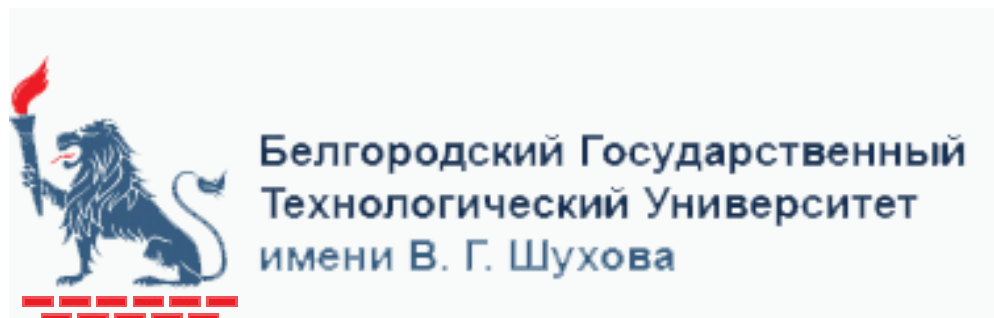 Белгородский Государственный
Технологический Университет
имени В. Г. Шухова